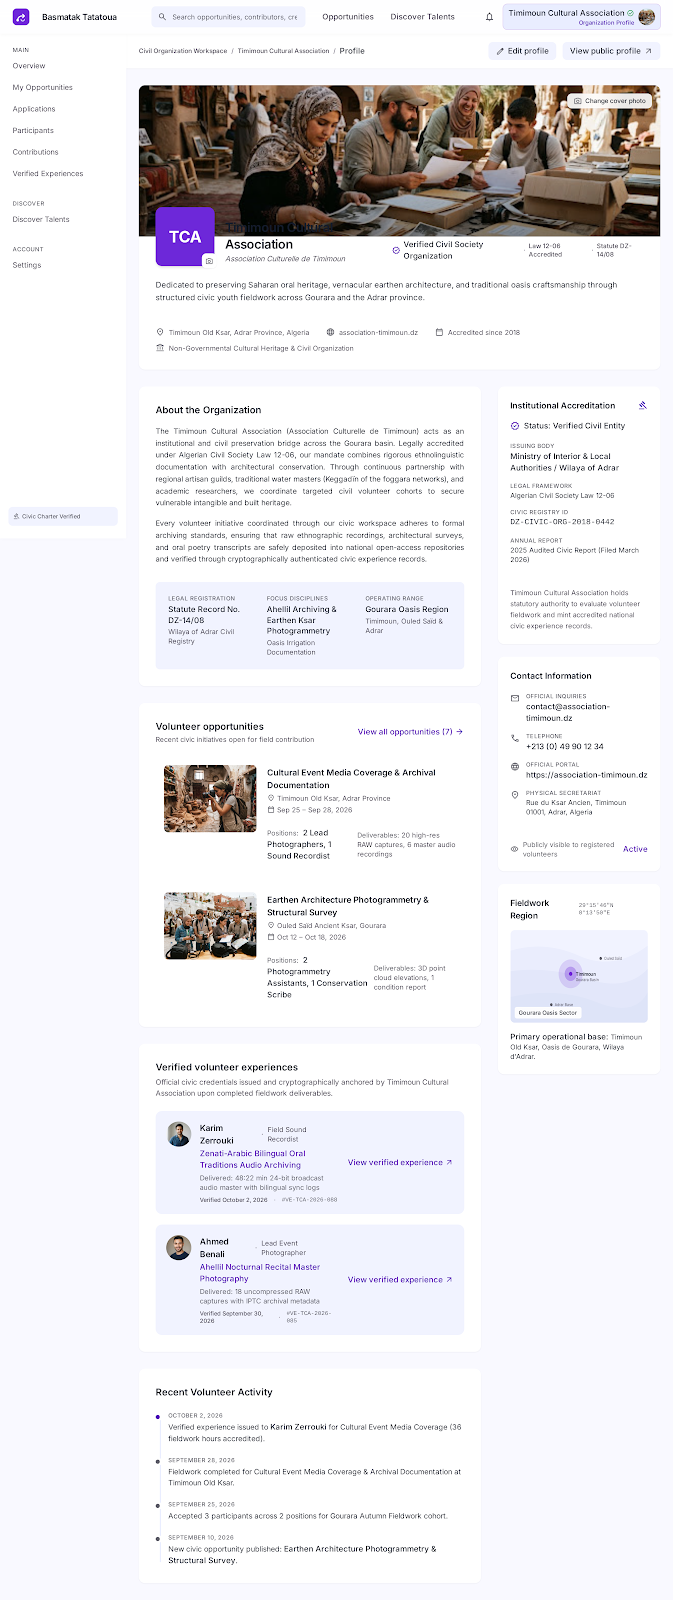 Basmatak Tatatoua
Search opportunities, contributors, cre
Opportunities
Discover Talents
Timimoun Cultural Association
Organization Profile
MAIN
Overview
My Opportunities
Applications
Participants
Contributions
Verified Experiences
DISCOVER
Discover Talents
ACCOUNT
Settings
Civic Charter Verified
Civil Organization Workspace / Timimoun Cultural Association / Profile
Edit profile
View public profile
Change cover photo
TCA
Timimoun Cultural
Association
Association Culturelle de Timimoun
Verified Civil Society
Organization
· Law 12-06
Accredited
· Statute DZ-
14/08
Dedicated to preserving Saharan oral heritage, vernacular earthen architecture, and traditional oasis craftsmanship through
structured civic youth fieldwork across Gourara and the Adrar province.
Timimoun Old Ksar, Adrar Province, Algeria
association-timimoun.dz
Accredited since 2018
Non-Governmental Cultural Heritage & Civil Organization
About the Organization
The Timimoun Cultural Association (Association Culturelle de Timimoun) acts as an
institutional and civil preservation bridge across the Gourara basin. Legally accredited
under Algerian Civil Society Law 12-06, our mandate combines rigorous ethnolinguistic
documentation with architectural conservation. Through continuous partnership with
regional artisan guilds, traditional water masters (Keggadin of the foggara networks), and
academic researchers, we coordinate targeted civil volunteer cohorts to secure
vulnerable intangible and built heritage.
Every volunteer initiative coordinated through our civic workspace adheres to formal
archiving standards, ensuring that raw ethnographic recordings, architectural surveys,
and oral poetry transcripts are safely deposited into national open-access repositories
and verified through cryptographically authenticated civic experience records.
LEGAL REGISTRATION
Statute Record No.
DZ-14/08
Wilaya of Adrar Civil
Registry
FOCUS DISCIPLINES
Ahellil Archiving &
Earthen Ksar
Photogrammetry
Oasis Irrigation
Documentation
OPERATING RANGE
Gourara Oasis Region
Timimoun, Ouled Saïd &
Adrar
Volunteer opportunities
Recent civic initiatives open for field contribution
View all opportunities (7)
Cultural Event Media Coverage & Archival
Documentation
Timimoun Old Ksar, Adrar Province
Sep 25 – Sep 28, 2026
Positions: 2 Lead
Photographers, 1
Sound Recordist
Deliverables: 20 high-res
RAW captures, 6 master audio
recordings
Earthen Architecture Photogrammetry &
Structural Survey
Ouled Saïd Ancient Ksar, Gourara
Oct 12 – Oct 18, 2026
Positions: 2
Photogrammetry
Assistants, 1 Conservation
Scribe
Deliverables: 3D point
cloud elevations, 1
condition report
Verified volunteer experiences
Official civic credentials issued and cryptographically anchored by Timimoun Cultural
Association upon completed fieldwork deliverables.
Karim
Zerrouki
· Field Sound
Recordist
Zenati-Arabic Bilingual Oral
Traditions Audio Archiving
Delivered: 48:22 min 24-bit broadcast
audio master with bilingual sync logs
Verified October 2, 2026 · #VE-TCA-2026-088
View verified experience
Ahmed
Benali
· Lead Event
Photographer
Ahellil Nocturnal Recital Master
Photography
Delivered: 18 uncompressed RAW
captures with IPTC archival metadata
Verified September 30,
2026
· #VE-TCA-2026-
085
View verified experience
Recent Volunteer Activity
OCTOBER 2, 2026
Verified experience issued to Karim Zerrouki for Cultural Event Media Coverage (36
fieldwork hours accredited).
SEPTEMBER 28, 2026
Fieldwork completed for Cultural Event Media Coverage & Archival Documentation at
Timimoun Old Ksar.
SEPTEMBER 25, 2026
Accepted 3 participants across 2 positions for Gourara Autumn Fieldwork cohort.
SEPTEMBER 10, 2026
New civic opportunity published: Earthen Architecture Photogrammetry &
Structural Survey.
Institutional Accreditation
Status: Verified Civil Entity
ISSUING BODY
Ministry of Interior & Local
Authorities / Wilaya of Adrar
LEGAL FRAMEWORK
Algerian Civil Society Law 12-06
CIVIC REGISTRY ID
DZ-CIVIC-ORG-2018-0442
ANNUAL REPORT
2025 Audited Civic Report (Filed March
2026)
Timimoun Cultural Association holds
statutory authority to evaluate volunteer
fieldwork and mint accredited national
civic experience records.
Contact Information
OFFICIAL INQUIRIES
contact@association-
timimoun.dz
TELEPHONE
+213 (0) 49 90 12 34
OFFICIAL PORTAL
https://association-timimoun.dz
PHYSICAL SECRETARIAT
Rue du Ksar Ancien, Timimoun
01001, Adrar, Algeria
Publicly visible to registered
volunteers
Active
Fieldwork
Region
29°15'46"N
0°13'50"E
Timimoun
Gourara Basin
Gourara Oasis Sector
Primary operational base: Timimoun
Old Ksar, Oasis de Gourara, Wilaya
d'Adrar.